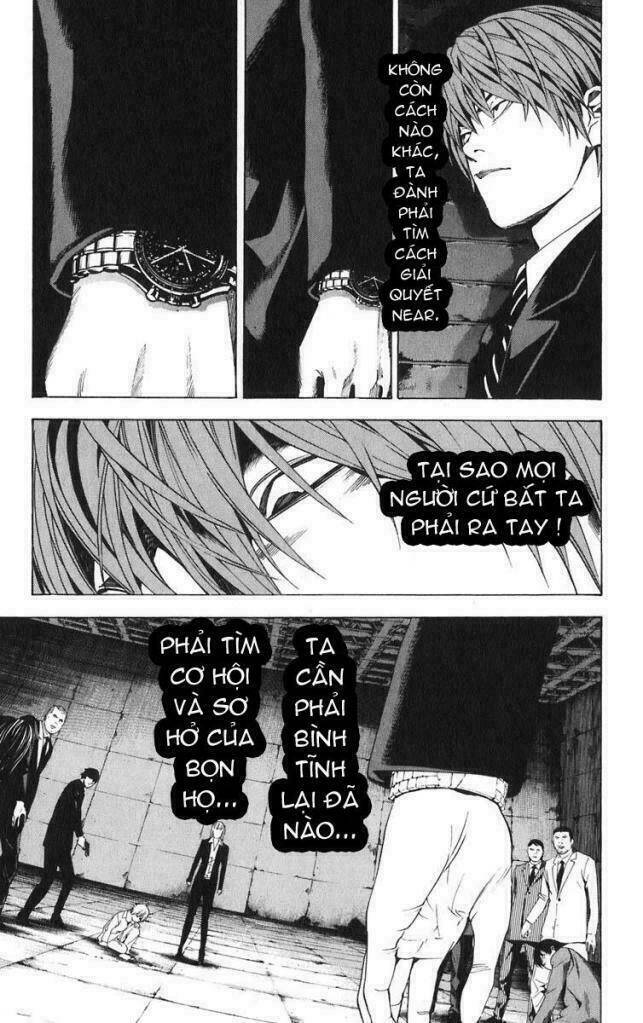 KHÔNG
CÒN
CÁCH
NÀO
KHÁC,
TA
ĐÀNH
PHẢI
TÌM
CÁCH
GIẢI
QUYẾT
NEAR.
TẠI SAO MỌI
NGƯỜI CỨ BẮT TA
PHẢI RA TAY !
TA
CẦN
PHẢI
BÌNH
TĨNH
LẠI ĐÃ
NÀO...
PHẢI TÌM
CƠ HỘI
VÀ SƠ
HỞ CỦA
BỌN
HỌ...